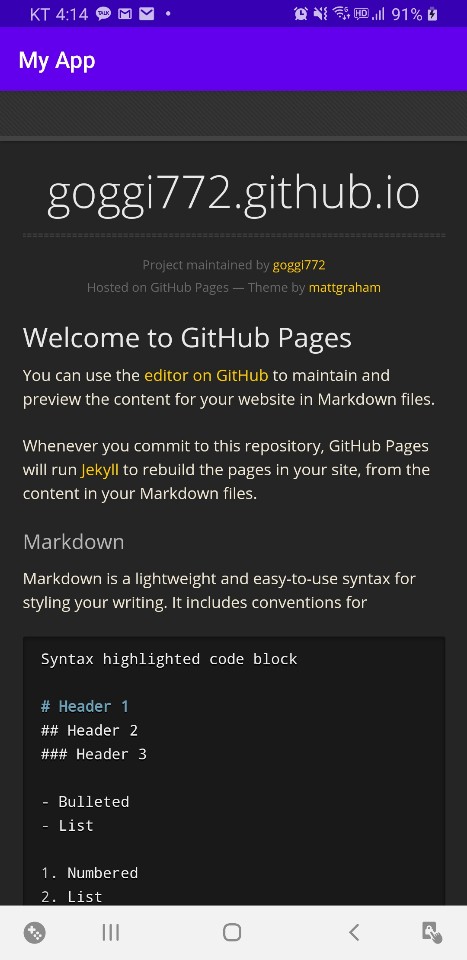 KT 4:14 TALK HD 91%
My App
goggi772.github.io
Project maintained by goggi772
Hosted on GitHub Pages — Theme by mattgraham
Welcome to GitHub Pages
You can use the editor on GitHub to maintain and
preview the content for your website in Markdown files.
Whenever you commit to this repository, GitHub Pages
will run Jekyll to rebuild the pages in your site, from the
content in your Markdown files.
Markdown
Markdown is a lightweight and easy-to-use syntax for
styling your writing. It includes conventions for
Syntax highlighted code block
# Header 1
## Header 2
### Header 3
- Bulleted
- List
1. Numbered
2. List